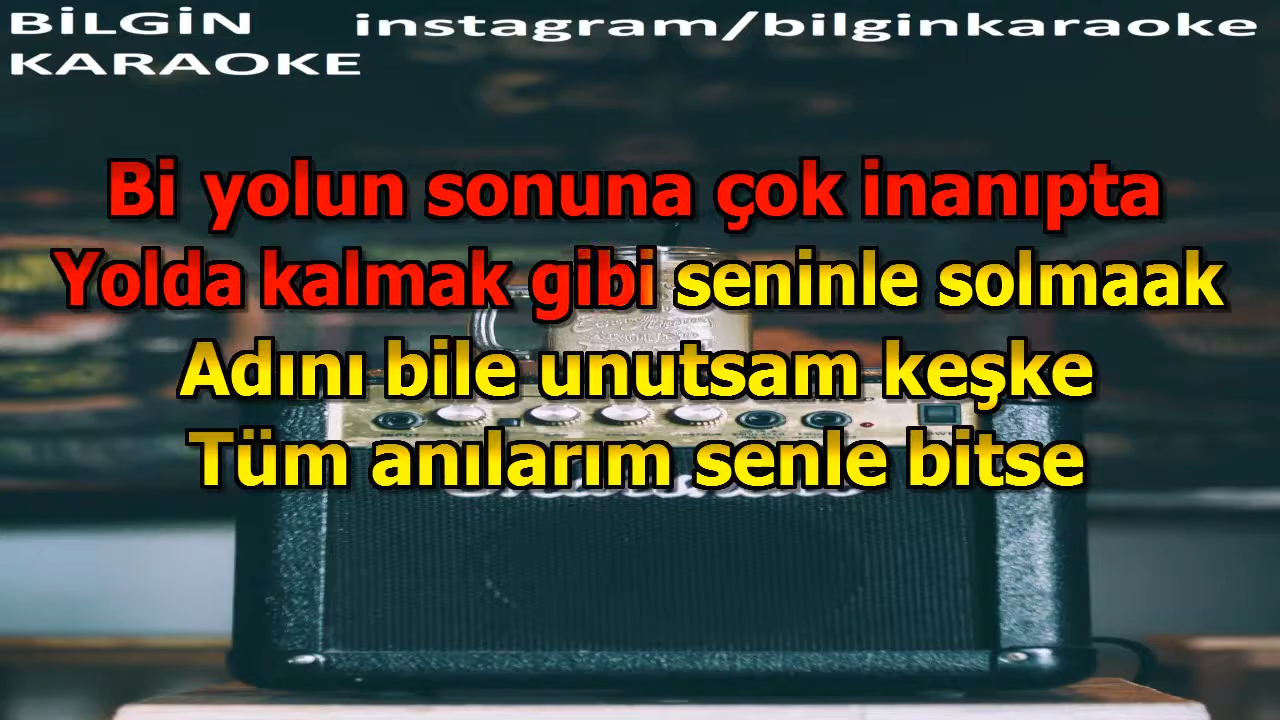 BİLGİN KARAOKE
instagram/bilginkaraoke
Bi yolun sonuna çok inanıpta
Yolda kalmak gibi seninle solmaak
Adını bile unutsam keşke
Tüm anılarım senle bitse